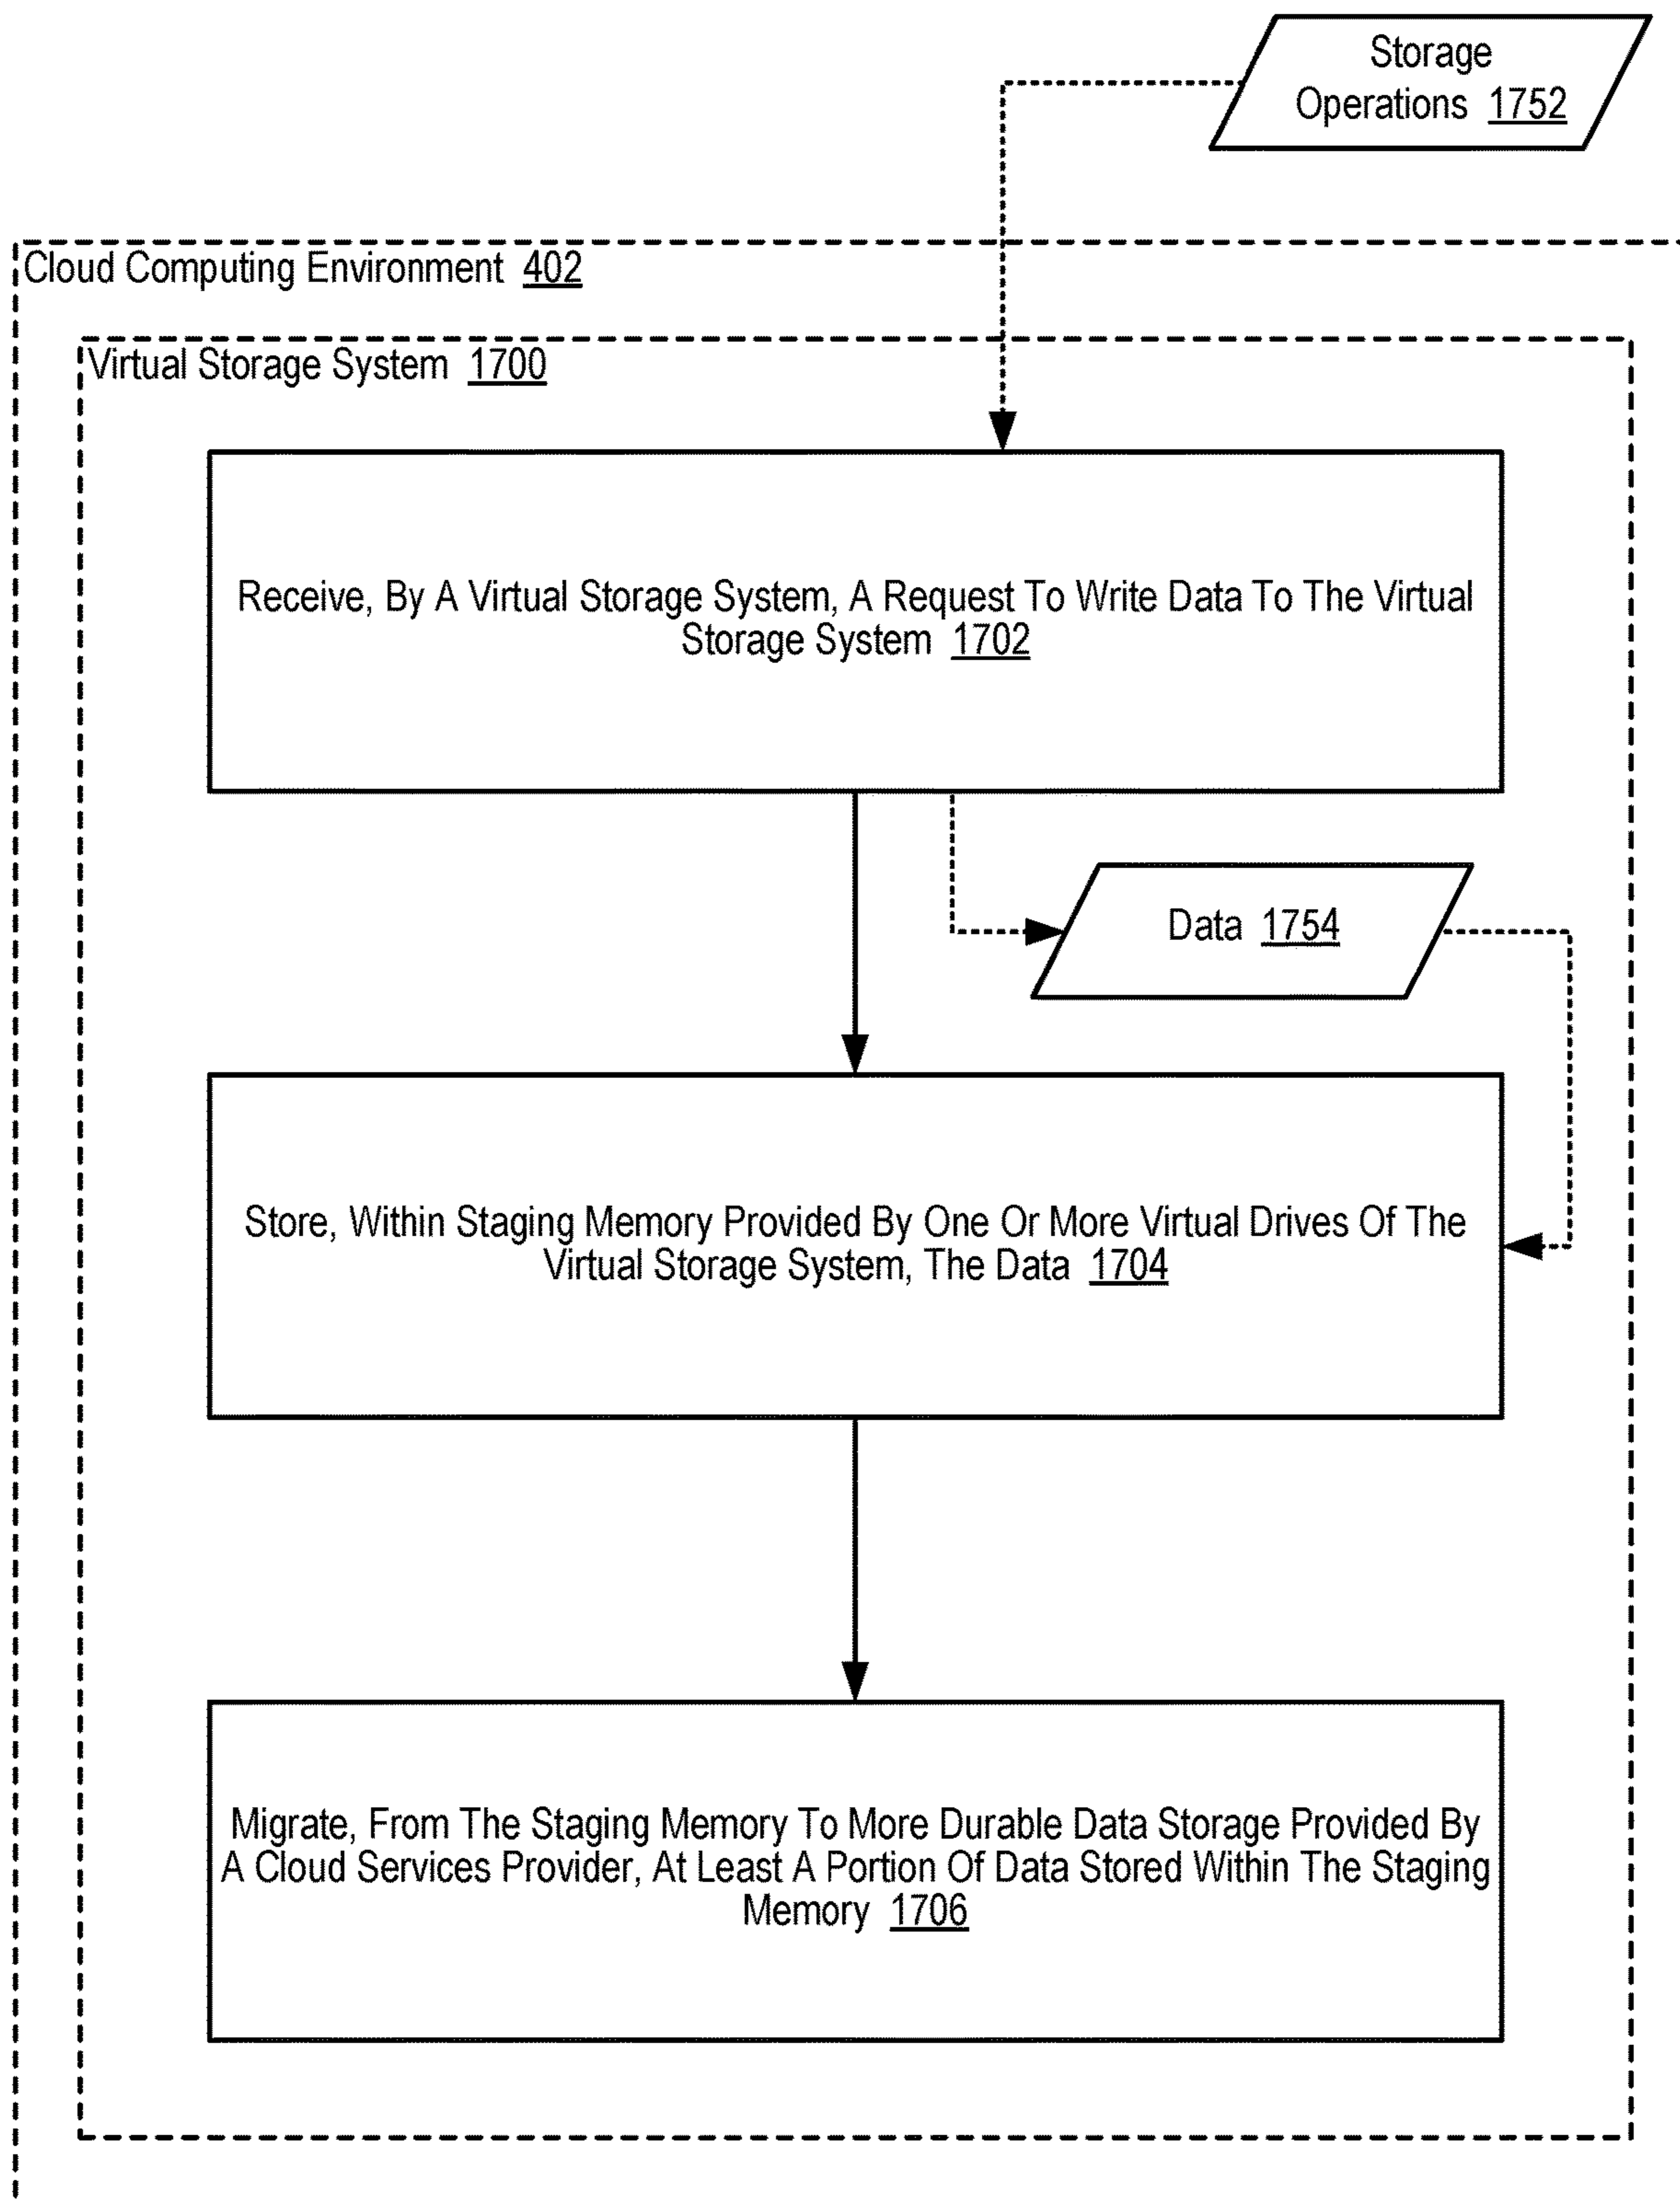 Storage
Operations 1752
Cloud Computing Environment 402
Virtual Storage System 1700
Receive, By A Virtual Storage System, A Request To Write Data To The Virtual
Storage System 1702
Data 1754
Store, Within Staging Memory Provided By One Or More Virtual Drives Of The
Virtual Storage System, The Data 1704
Migrate, From The Staging Memory To More Durable Data Storage Provided By
A Cloud Services Provider, At Least A Portion Of Data Stored Within The Staging
Memory 1706